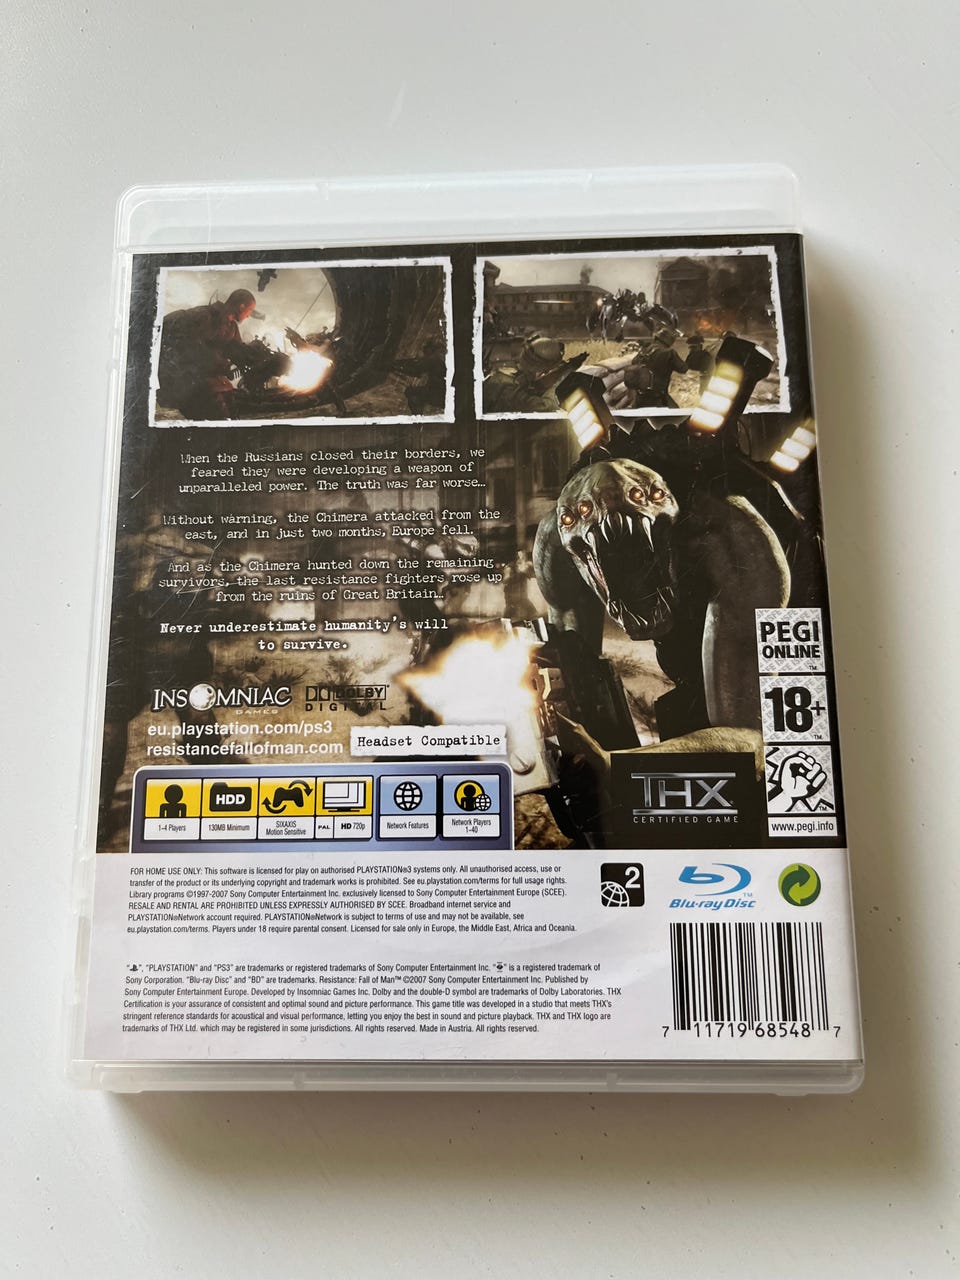 When the Russians closed their borders, we
feared they were developing a weapon of
unparalleled power. The truth was far worse...
Without warning, the Chimera attacked from the
east, and in just two months, Europe fell.
And as the Chimera hunted down the remaining
survivors, the last resistance fighters rose up
from the ruins of Great Britain...
Never underestimate humanity's will
to survive.
INSOMNIAC
GAMES
DOLBY
DIGITAL
eu.playstation.com/ps3
resistancefallofman.com
Headset Compatible
PEGI
ONLINE
TM
18+
TM
TM
www.pegi.info
THX
CERTIFIED GAME
1-4 Players
HDD
130MB Minimum
SIXAXIS
Motion Sensitive
PAL
HD 720p
Network Features
Network Players
1-40
FOR HOME USE ONLY: This software is licensed for play on authorised PLAYSTATION®3 systems only. All unauthorised access, use or
transfer of the product or its underlying copyright and trademark works is prohibited. See eu.playstation.com/terms for full usage rights.
Library programs ©1997-2007 Sony Computer Entertainment Inc. exclusively licensed to Sony Computer Entertainment Europe (SCEE).
RESALE AND RENTAL ARE PROHIBITED UNLESS EXPRESSLY AUTHORISED BY SCEE. Broadband internet service and
PLAYSTATION®Network account required. PLAYSTATION®Network is subject to terms of use and may not be available, see
eu.playstation.com/terms. Players under 18 require parental consent. Licensed for sale only in Europe, the Middle East, Africa and Oceania.
2
Blu-ray Disc
TM
" ", "PLAYSTATION" and "PS3" are trademarks or registered trademarks of Sony Computer Entertainment Inc. " " is a registered trademark of
Sony Corporation. "Blu-ray Disc" and "BD" are trademarks. Resistance: Fall of Man™ ©2007 Sony Computer Entertainment Inc. Published by
Sony Computer Entertainment Europe. Developed by Insomniac Games Inc. Dolby and the double-D symbol are trademarks of Dolby Laboratories. THX
Certification is your assurance of consistent and optimal sound and picture performance. This game title was developed in a studio that meets THX's
stringent reference standards for acoustical and visual performance, letting you enjoy the best in sound and picture playback. THX and THX logo are
trademarks of THX Ltd. which may be registered in some jurisdictions. All rights reserved. Made in Austria. All rights reserved.
7 11719 68548 7